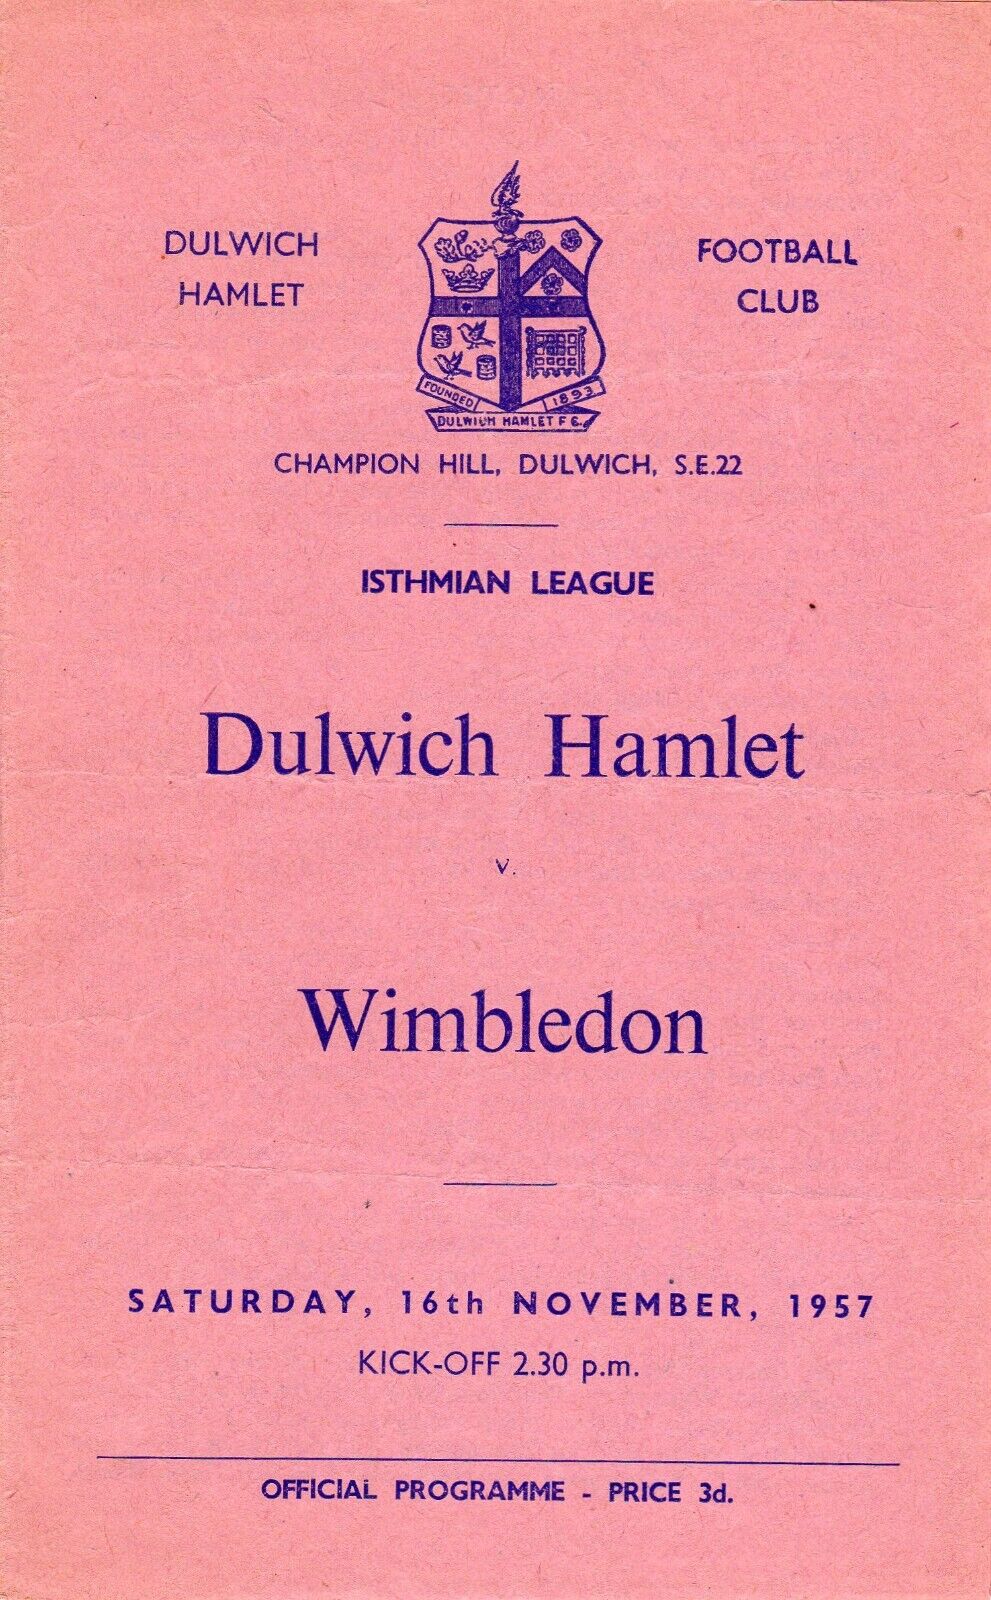 DULWICH
HAMLET
FOOTBALL
CLUB
FOUNDED
1893
DULWICH HAMLET F C.
CHAMPION HILL, DULWICH, S.E.22
ISTHMIAN LEAGUE
Dulwich Hamlet
v.
Wimbledon
SATURDAY, 16th NOVEMBER, 1957
KICK-OFF 2.30 p.m.
OFFICIAL PROGRAMME - PRICE 3d.